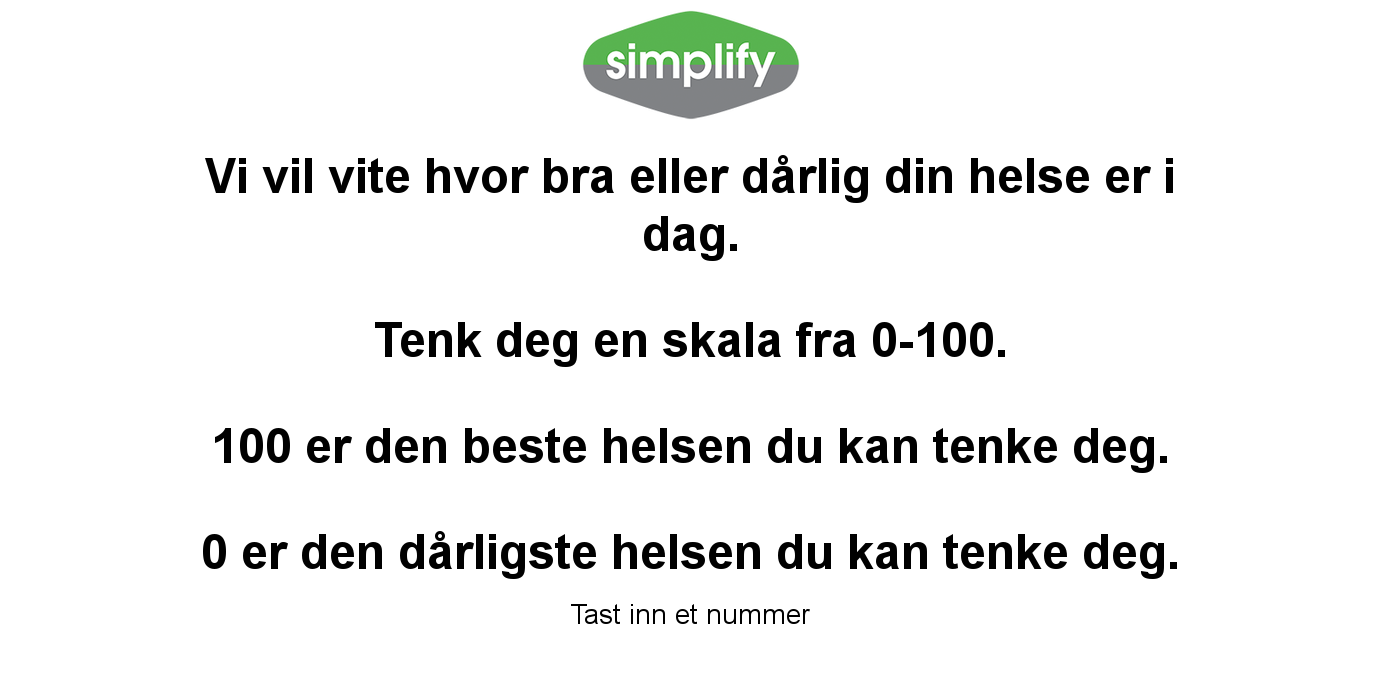 simplify
Vi vil vite hvor bra eller dårlig din helse er i
dag.
Tenk deg en skala fra 0-100.
100 er den beste helsen du kan tenke deg.
0 er den dårligste helsen du kan tenke deg.
Tast inn et nummer